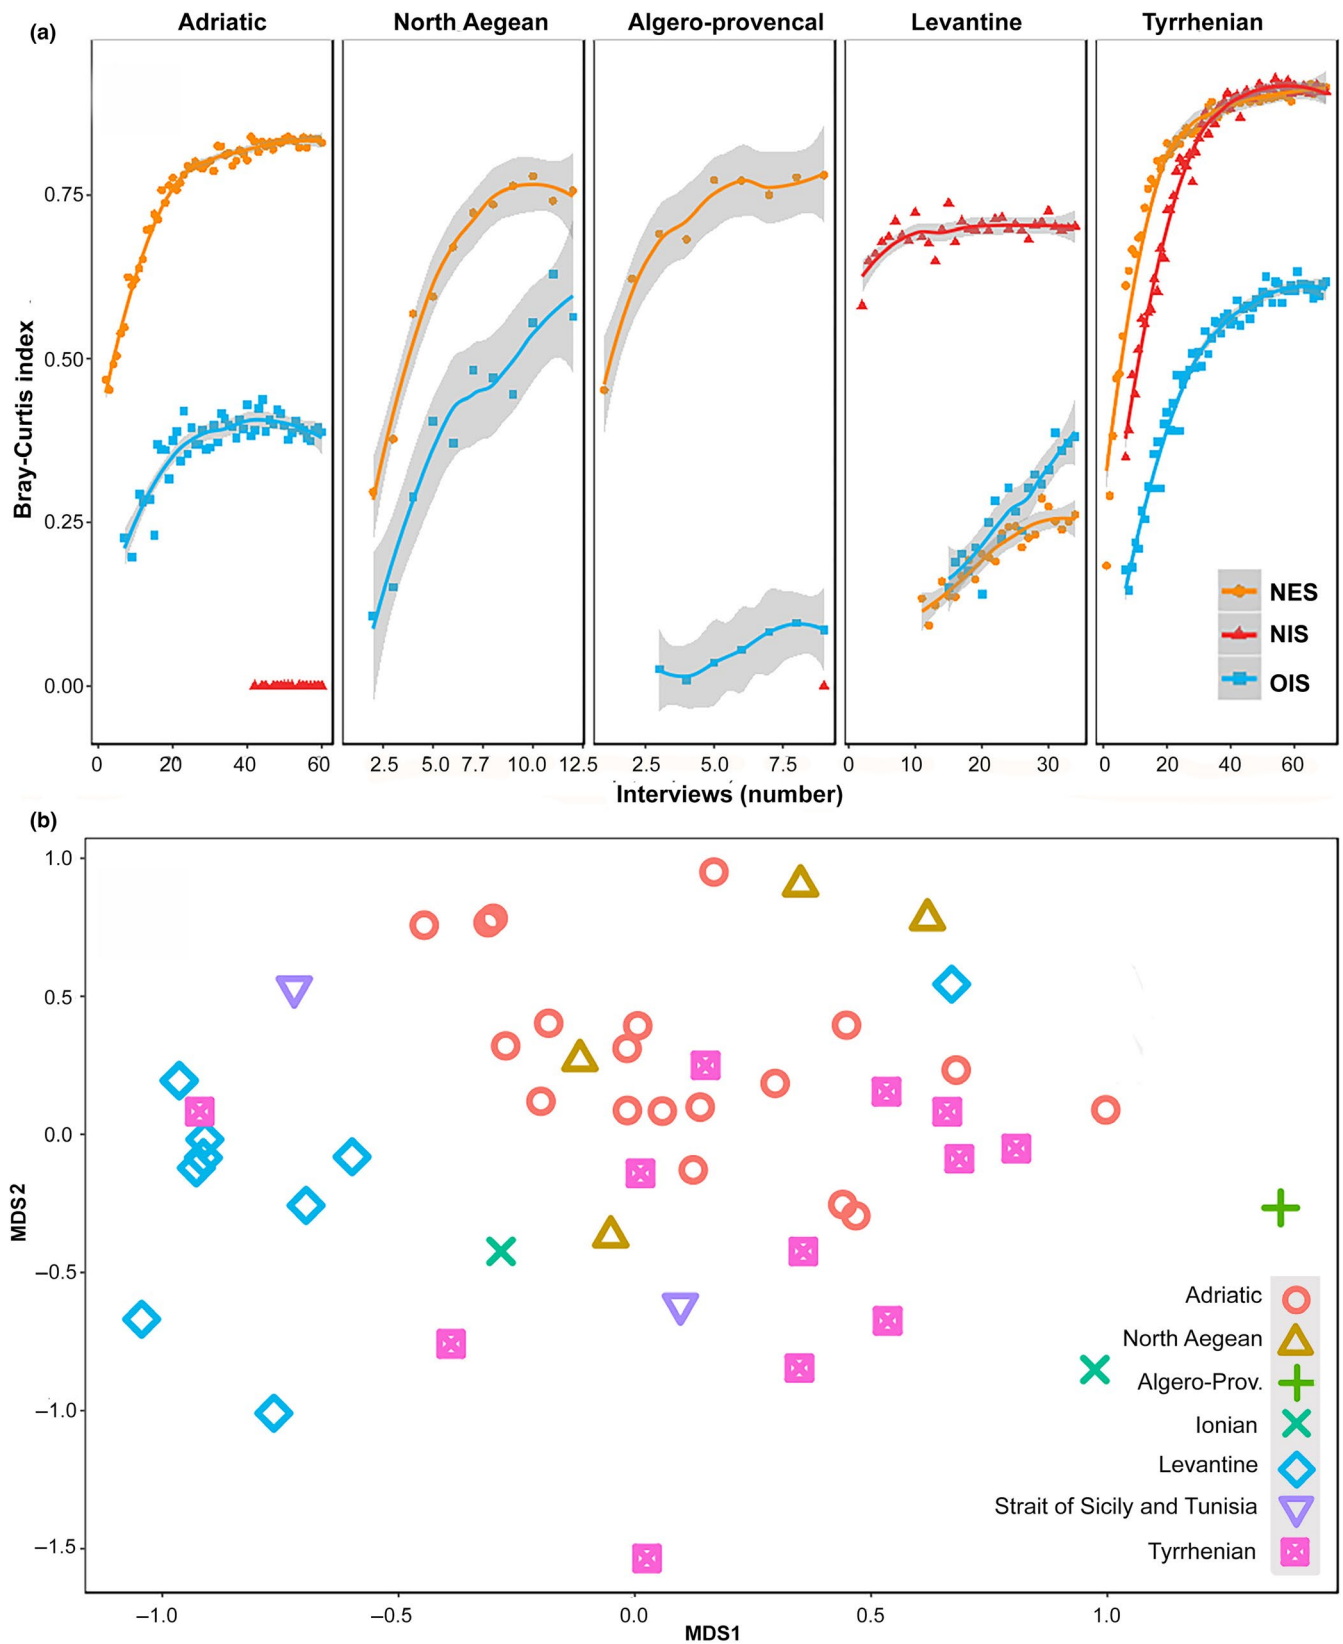 (a)
Adriatic North Aegean Algero-provencal Levantine Tyrrhenian
Bray-Curtis index
0.75
0.50
0.25
0.00
NES
NIS
OIS
0 20 40 60 2.5 5.0 7.7 10.0 12.5 2.5 5.0 7.5 0 10 20 30 0 20 40 60
Interviews (number)
(b)
MDS2
1.0
0.5
0.0
−0.5
−1.0
−1.5
Adriatic
North Aegean
Algero-Prov.
Ionian
Levantine
Strait of Sicily and Tunisia
Tyrrhenian
−1.0 −0.5 0.0 0.5 1.0
MDS1